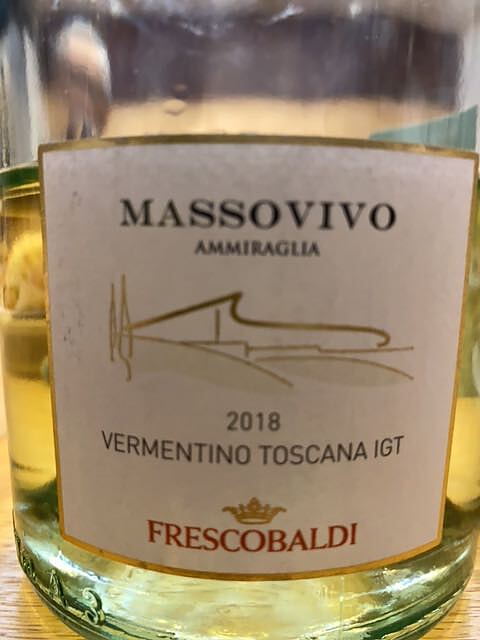 MASSOVIVO
AMMIRAGLIA
2018
VERMENTINO TOSCANA IGT
FRESCOBALDI